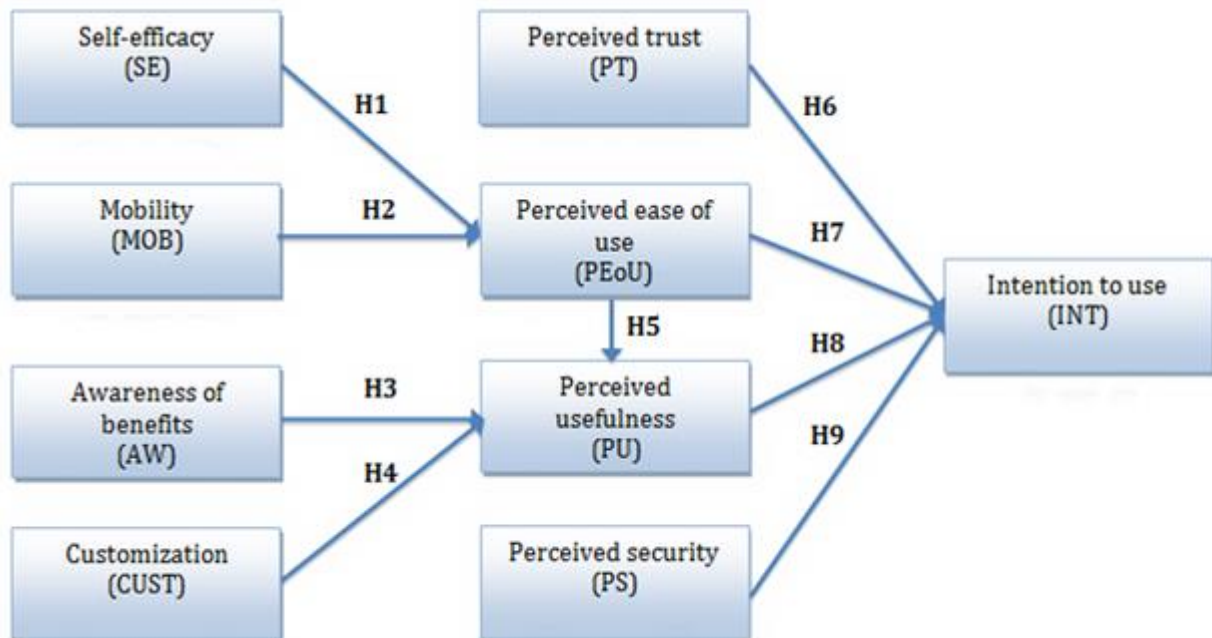 Self-efficacy
(SE)
Perceived trust
(PT)
H1
H6
Mobility
(MOB)
H2
Perceived ease of
use
(PEoU)
H7
Intention to use
(INT)
H5
H8
Awareness of
benefits
(AW)
H3
Perceived
usefulness
(PU)
H9
H4
Customization
(CUST)
Perceived security
(PS)